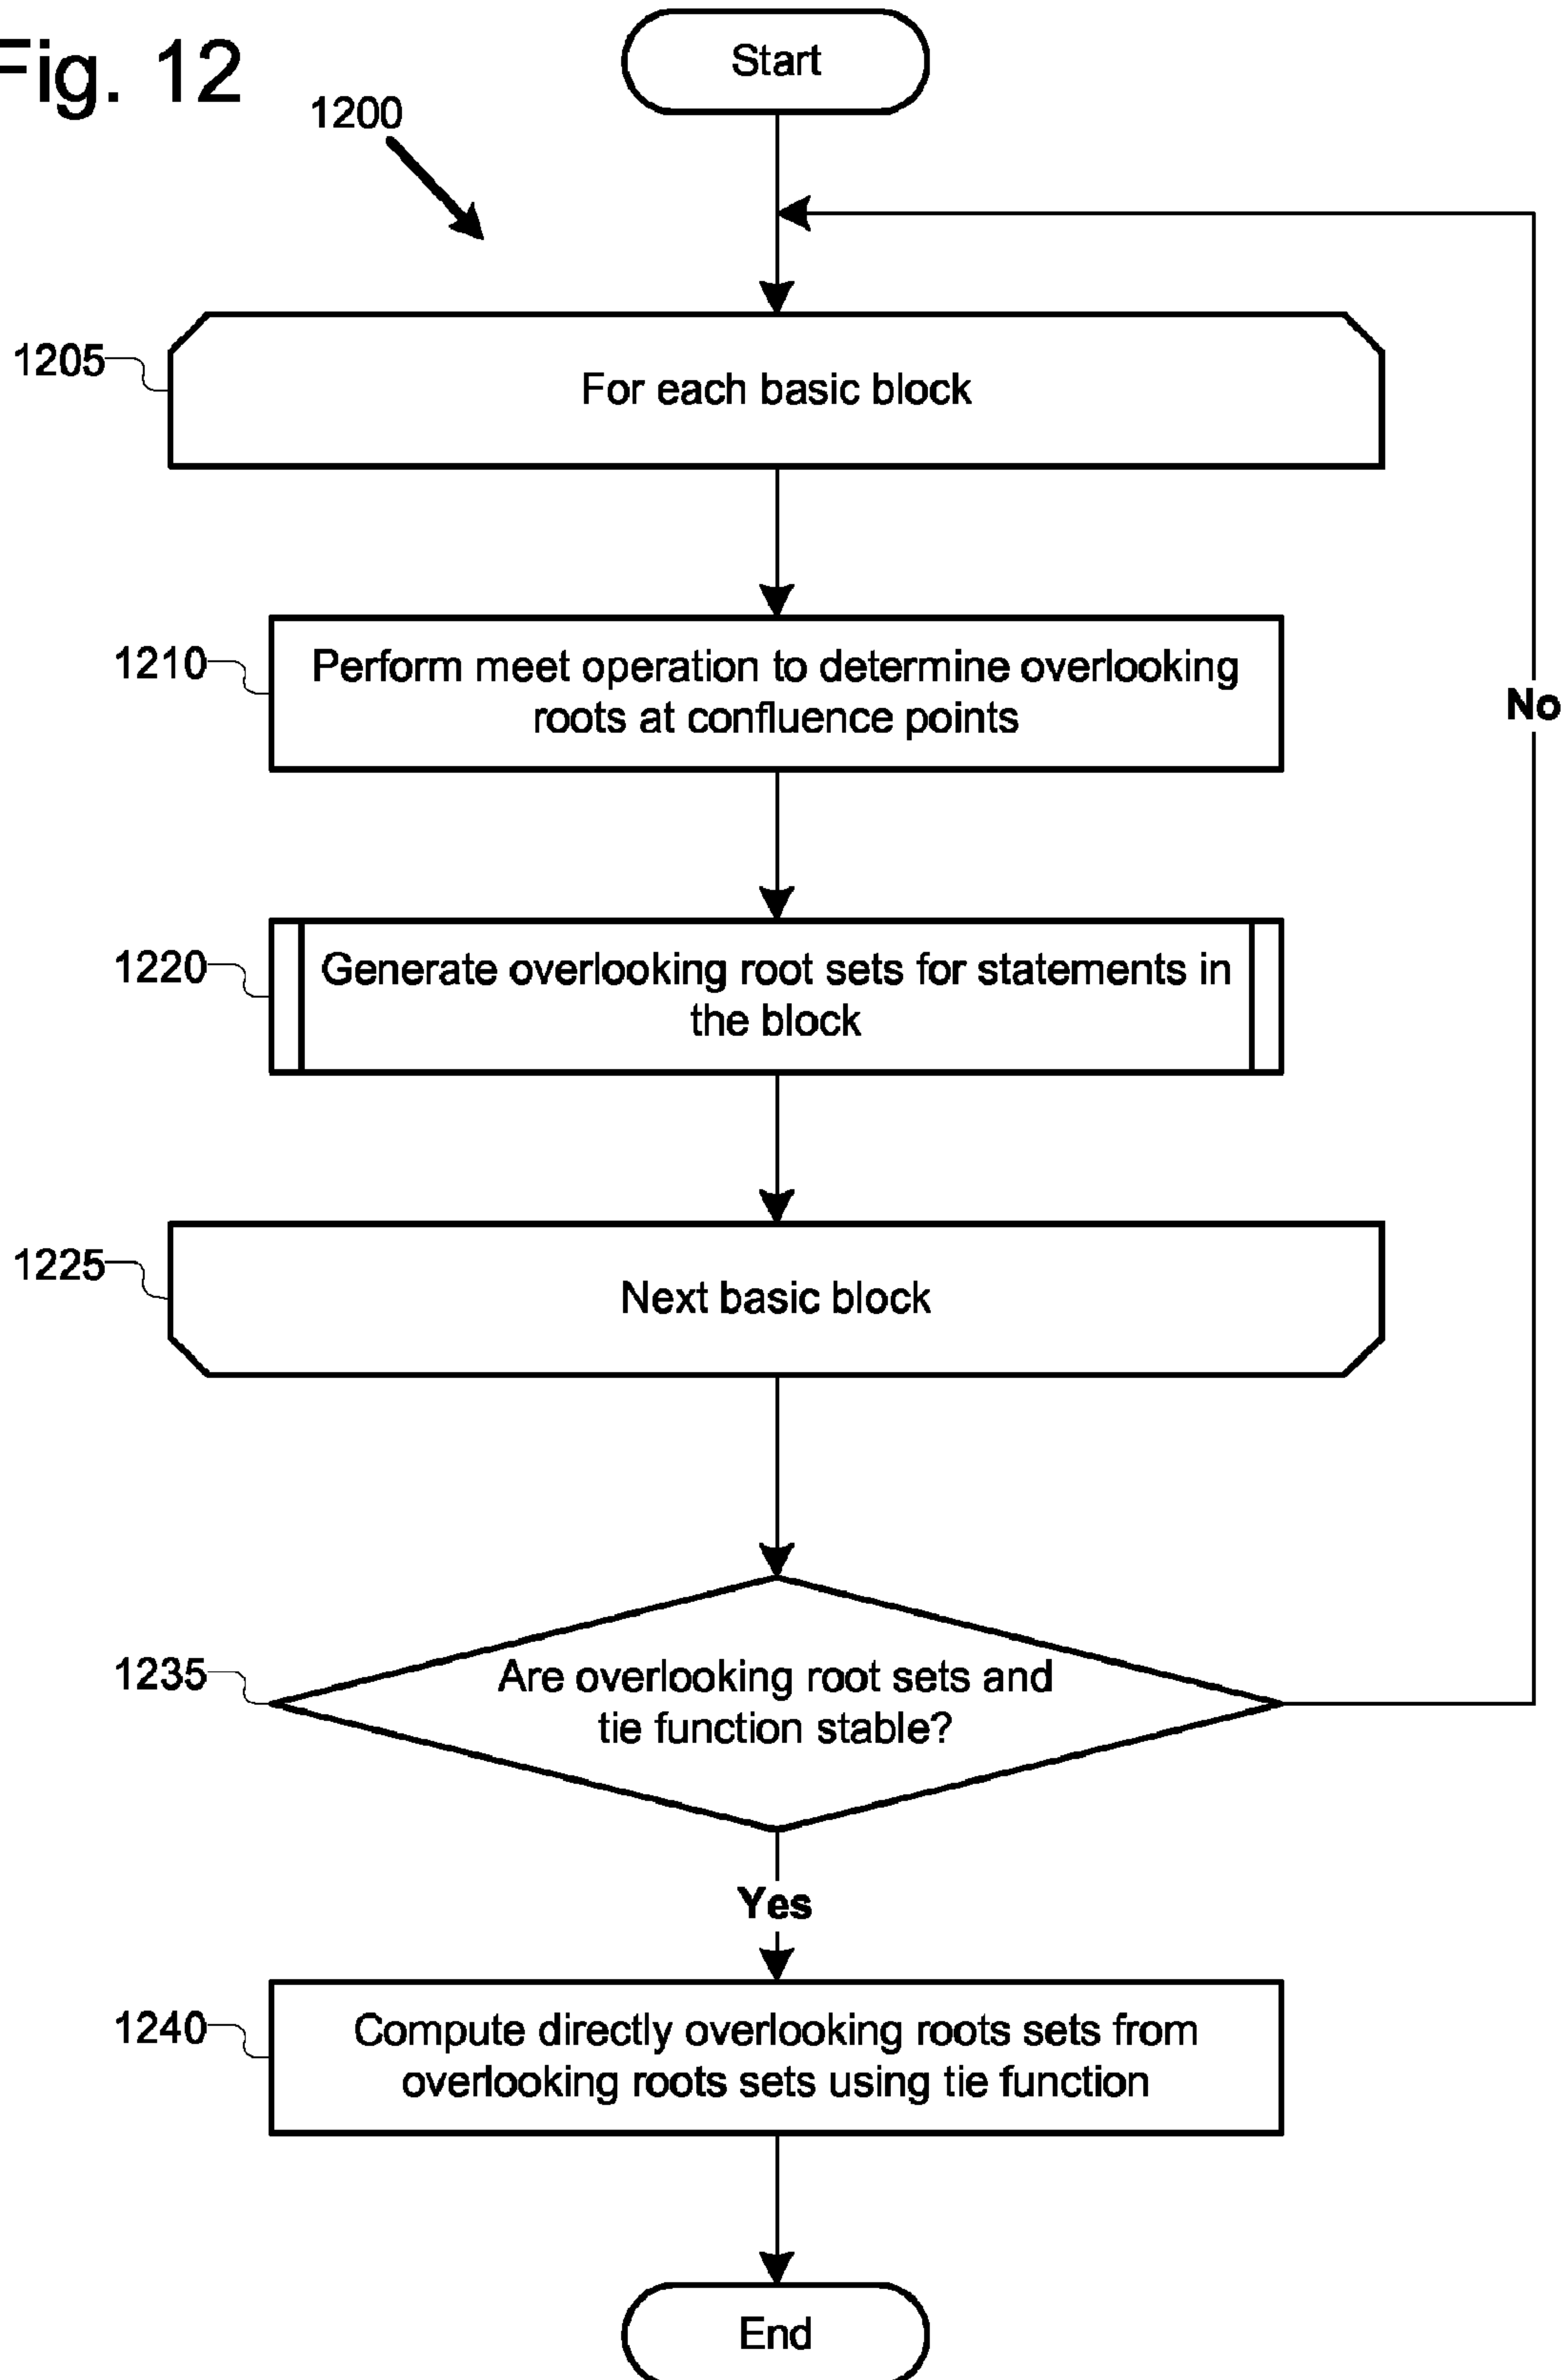 Fig. 12
1200
Start
1205
For each basic block
1210
Perform meet operation to determine overlooking
roots at confluence points
No
1220
Generate overlooking root sets for statements in
the block
1225
Next basic block
1235
Are overlooking root sets and
tie function stable?
Yes
1240
Compute directly overlooking roots sets from
overlooking roots sets using tie function
End